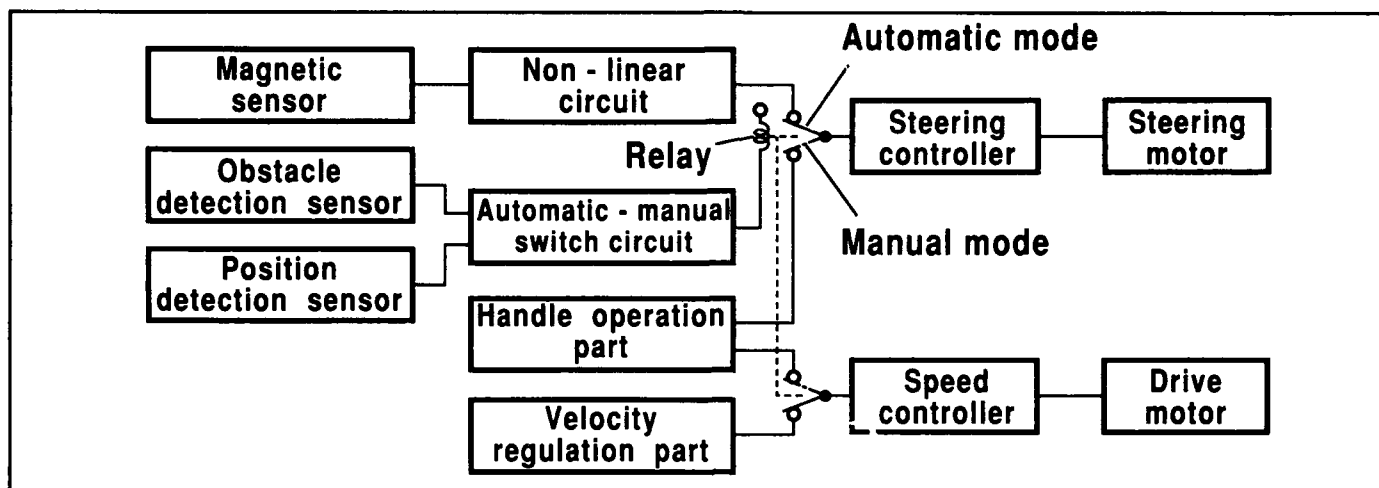 Magnetic
sensor
Non - linear
circuit
Automatic mode
Steering
controller
Steering
motor
Relay
Obstacle
detection sensor
Automatic - manual
switch circuit
Manual mode
Position
detection sensor
Handle operation
part
Velocity
regulation part
Speed
controller
Drive
motor